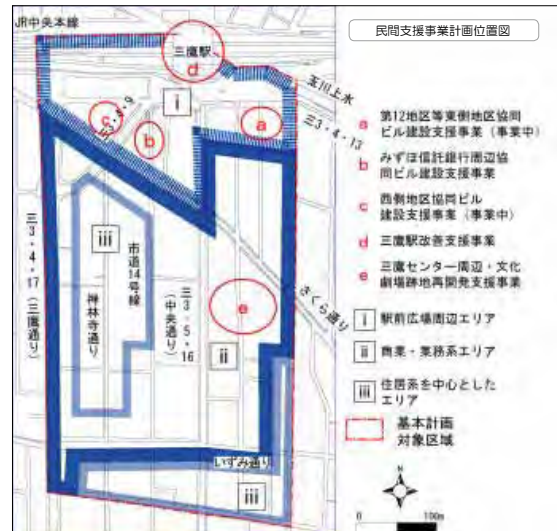 民間支援事業計画位置図
JR中央本線
三鷹駅
d
i
玉川上水
三3・4・9
c
b
a
三3・4・13
iii
市道14号線
禅林寺通り
三3・4・17(三鷹通り)
三3・5・16
(中央通り)
さくら通り
e
ii
いずみ通り
iii
a 第12地区等東側地区協同
ビル建設支援事業(事業中)
b みずほ信託銀行周辺協
同ビル建設支援事業
c 西側地区協同ビル
建設支援事業(事業中)
d 三鷹駅改善支援事業
e 三鷹センター周辺・文化
劇場跡地再開発支援事業
i 駅前広場周辺エリア
ii 商業・業務系エリア
iii 住居系を中心とした
エリア
基本計画
対象区域
N
0 100m